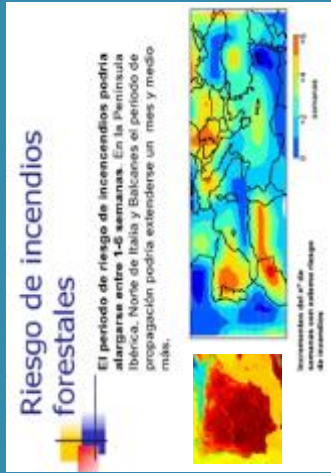 Riesgo de incendios
forestales
El periodo de riesgo de incencendios podría
alargarse entre 1-6 semanas. En la Península
Ibérica, Norte de Italia y Balcanes el periodo de
propagación podría extenderse un mes y medio
más.
Incremento del nº de
semanas con extremo riesgo
de incendios
semanas